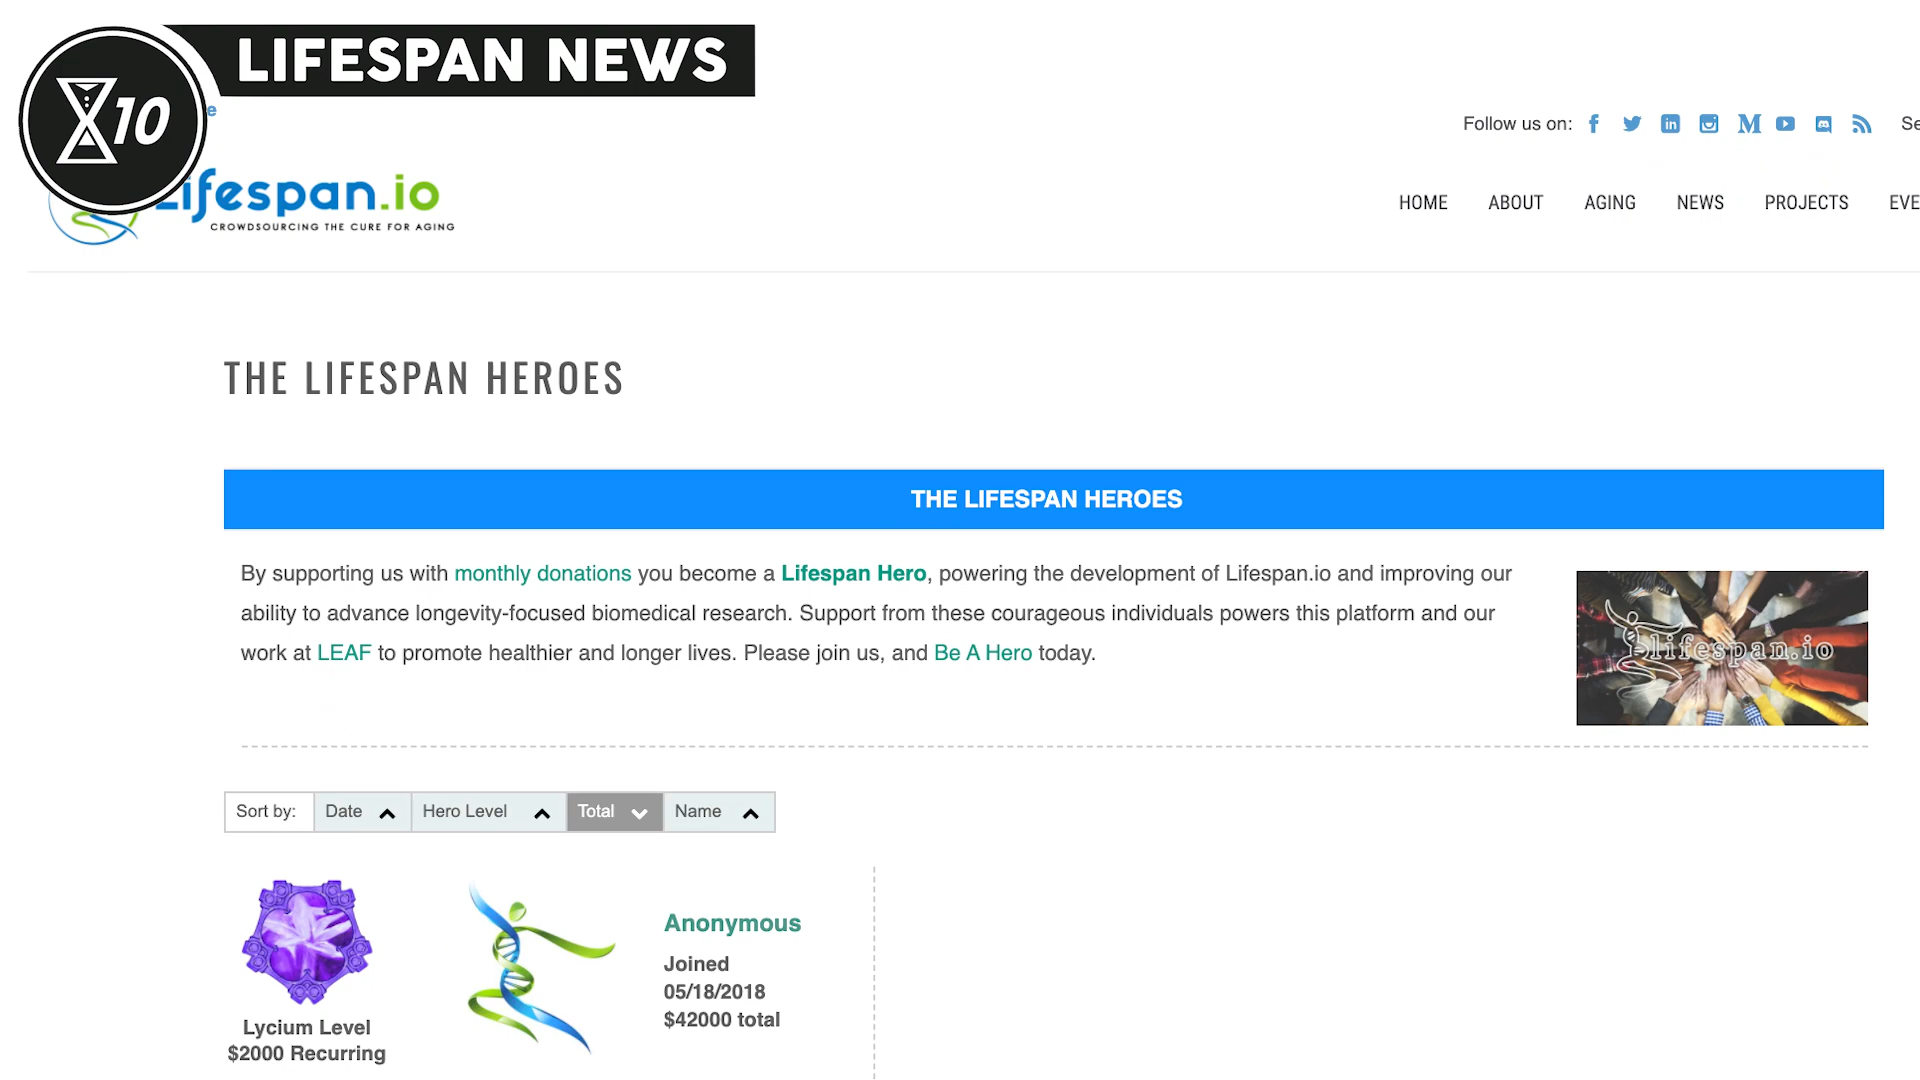 LIFESPAN NEWS
X10
e
Follow us on:
Lifespan.io
CROWDSOURCING THE CURE FOR AGING
HOME ABOUT AGING NEWS PROJECTS
THE LIFESPAN HEROES
THE LIFESPAN HEROES
By supporting us with monthly donations you become a Lifespan Hero, powering the development of Lifespan.io and improving our
ability to advance longevity-focused biomedical research. Support from these courageous individuals powers this platform and our
work at LEAF to promote healthier and longer lives. Please join us, and Be A Hero today.
lifespan.io
Sort by: Date Hero Level Total Name
Anonymous
Joined
05/18/2018
$42000 total
Lycium Level
$2000 Recurring